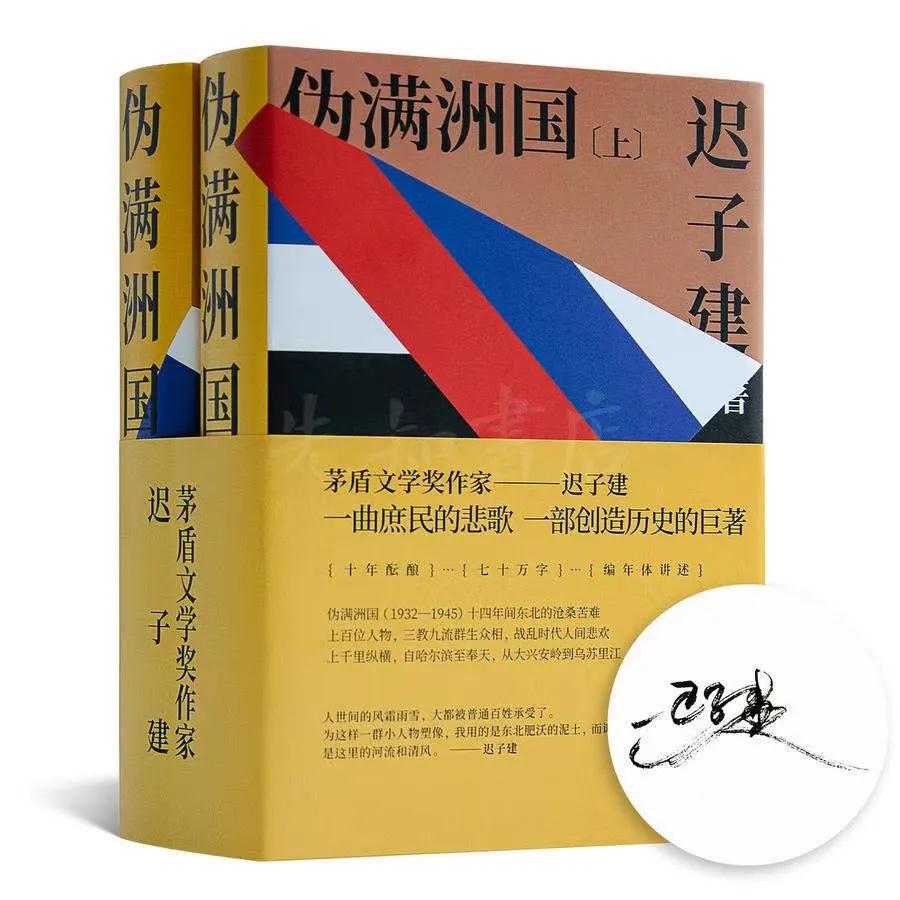 伪满洲国
伪满洲国
伪满洲国〔上〕
迟子建
著
先知書店
茅盾文学奖作家
迟子建
茅盾文学奖作家———迟子建
一曲庶民的悲歌 一部创造历史的巨著
{十年酝酿}…{七十万字}…{编年体讲述}
伪满洲国(1932—1945)十四年间东北的沧桑苦难
上百位人物，三教九流群生众相，战乱时代人间悲欢
上千里纵横，自哈尔滨至奉天，从大兴安岭到乌苏里江
人世间的风霜雨雪，大都被普通百姓承受了。
为这样一群小人物塑像，我用的是东北肥沃的泥土，而
是这里的河流和清风。———迟子建
迟子建